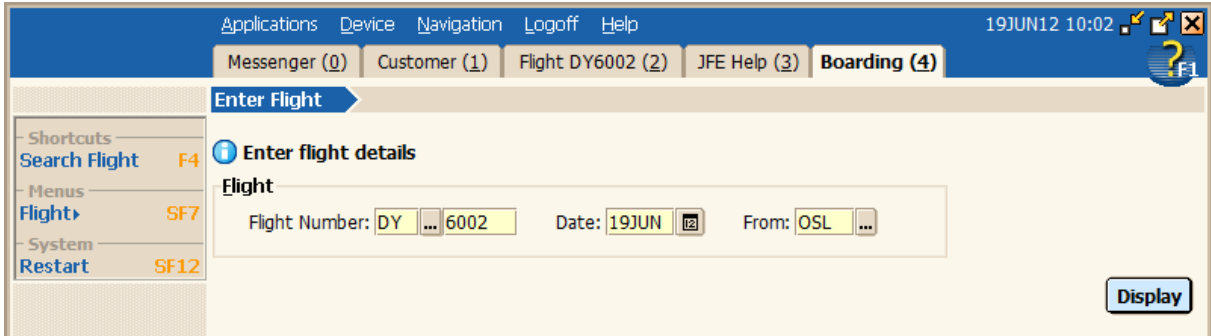 Applications Device Navigation Logoff Help 19JUN12 10:02
Messenger (0) Customer (1) Flight DY6002 (2) JFE Help (3) Boarding (4) ?F1
Enter Flight
Shortcuts
Search Flight F4
Menus
Flight SF7
System
Restart SF12
Enter flight details
Flight
Flight Number: DY ... 6002 Date: 19JUN 12 From: OSL ...
Display